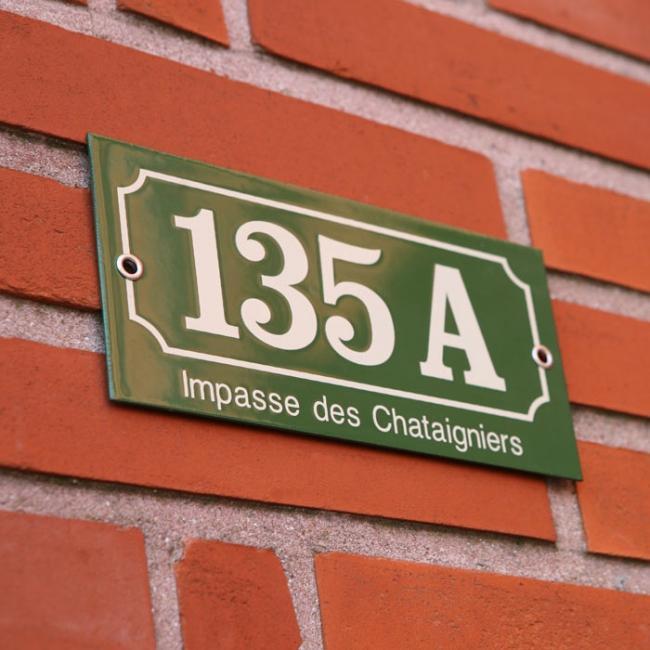 135 A
Impasse des Chataigniers